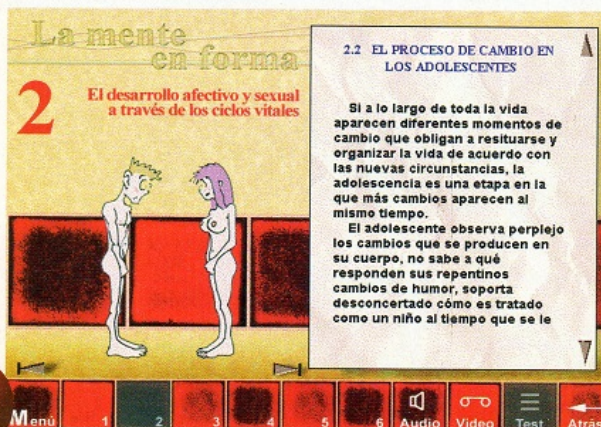 La mente
en forma
2
El desarrollo afectivo y sexual
a través de los ciclos vitales
2.2 EL PROCESO DE CAMBIO EN
LOS ADOLESCENTES
Si a lo largo de toda la vida
aparecen diferentes momentos de
cambio que obligan a resituarse y
organizar la vida de acuerdo con
las nuevas circunstancias, la
adolescencia es una etapa en la
que más cambios aparecen al
mismo tiempo.
El adolescente observa perplejo
los cambios que se producen en
su cuerpo, no sabe a qué
responden sus repentinos
cambios de humor, soporta
desconcertado cómo es tratado
como un niño al tiempo que se le
Menú 1 2 3 4 5 6 Audio Video Test Atrás